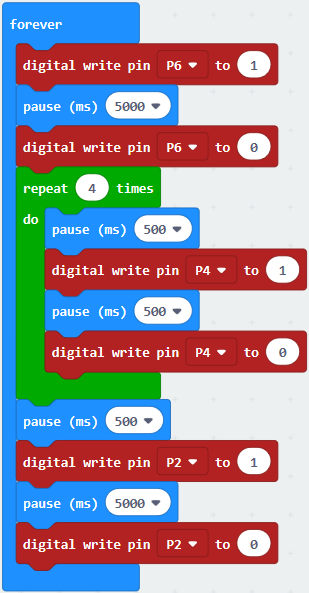 forever
digital write pin P6 to 1
pause (ms) 5000
digital write pin P6 to 0
repeat 4 times
do
pause (ms) 500
digital write pin P4 to 1
pause (ms) 500
digital write pin P4 to 0
pause (ms) 500
digital write pin P2 to 1
pause (ms) 5000
digital write pin P2 to 0